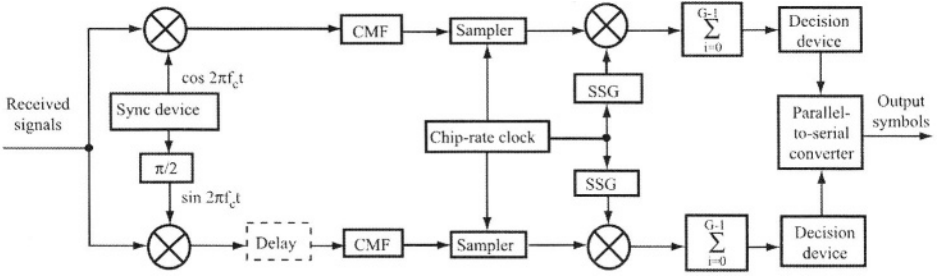 CMF
Sampler
G-1
∑
i=0
Decision
device
cos 2πf_ct
Received
signals
Sync device
SSG
Chip-rate clock
Parallel-
to-serial
converter
Output
symbols
π/2
SSG
sin 2πf_ct
Delay
CMF
Sampler
G-1
∑
i=0
Decision
device